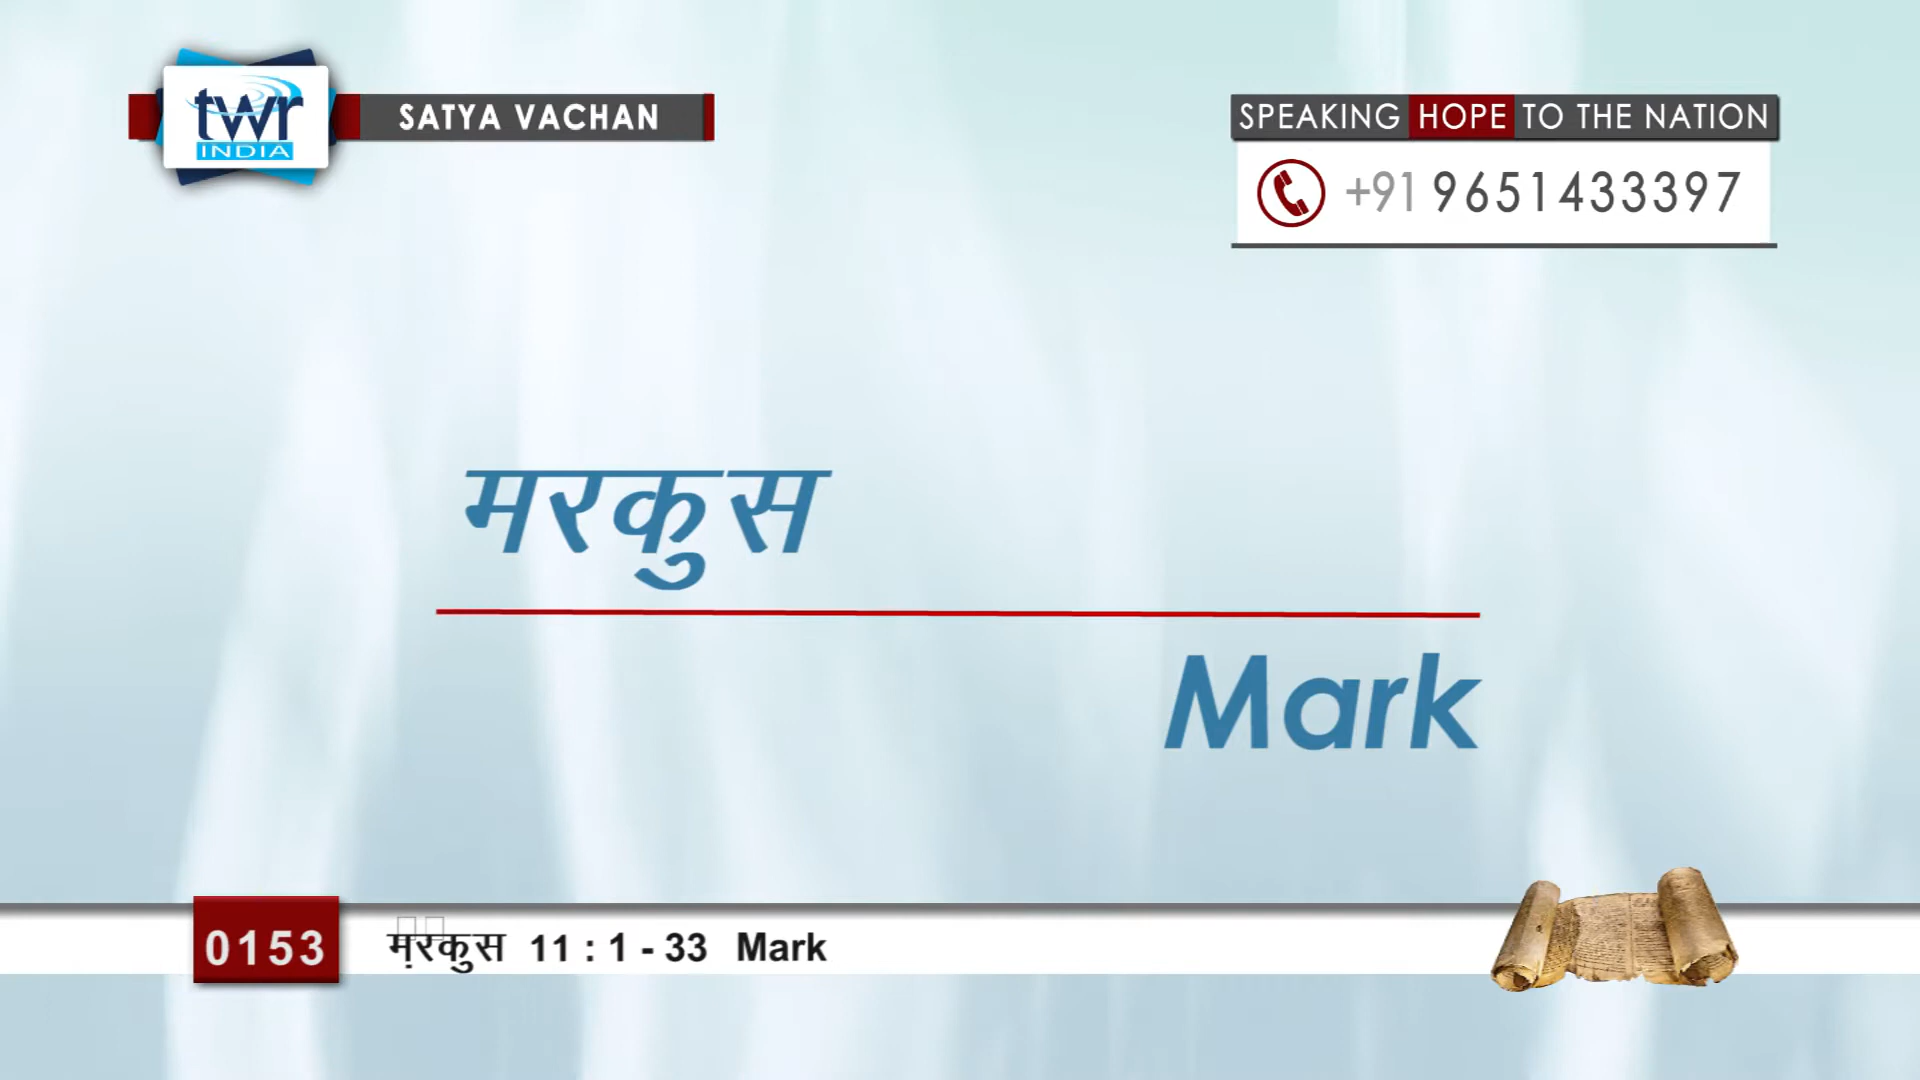 twr
INDIA
SATYA VACHAN
SPEAKING HOPE TO THE NATION
+91 9651433397
मरकुस
Mark
0153
मरकुस 11 : 1 - 33 Mark